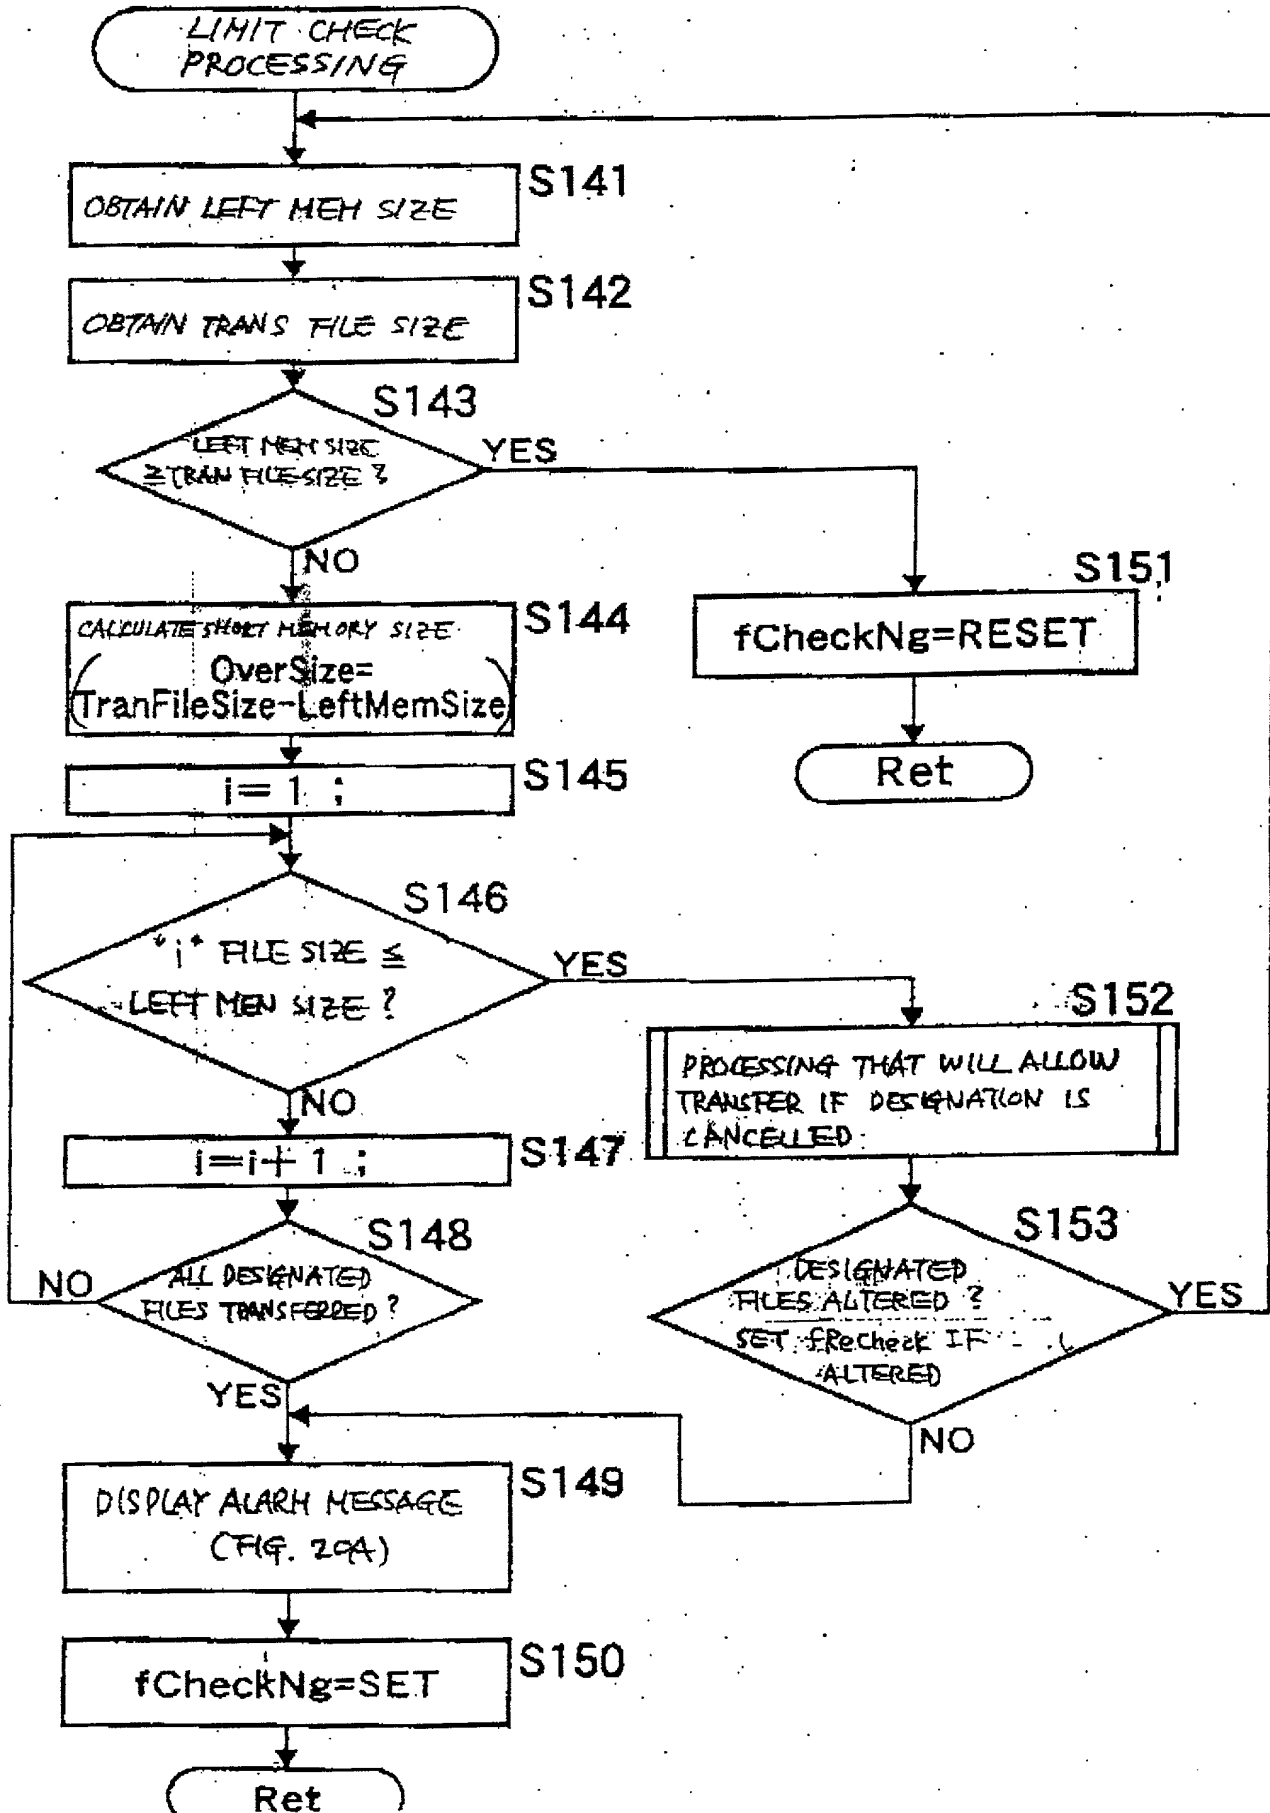 LIMIT CHECK
PROCESSING
S141
OBTAIN LEFT MEM SIZE
S142
OBTAIN TRANS FILE SIZE
S143
LEFT MEM SIZE
≧ TRAN FILE SIZE ?
YES
NO
S151
fCheckNg=RESET
Ret
S144
CALCULATE SHORT MEMORY SIZE
(OverSize=
TranFileSize-LeftMemSize)
S145
i= 1 ;
S146
"i" FILE SIZE ≦
LEFT MEN SIZE ?
YES
NO
S152
PROCESSING THAT WILL ALLOW
TRANSFER IF DESIGNATION IS
CANCELLED
S147
i=i+ 1 ;
S148
ALL DESIGNATED
FILES TRANSFERRED ?
NO
YES
S153
DESIGNATED
FILES ALTERED ?
SET fRecheck IF
ALTERED
YES
NO
S149
DISPLAY ALARM MESSAGE
(FIG. 20A)
S150
fCheckNg=SET
Ret